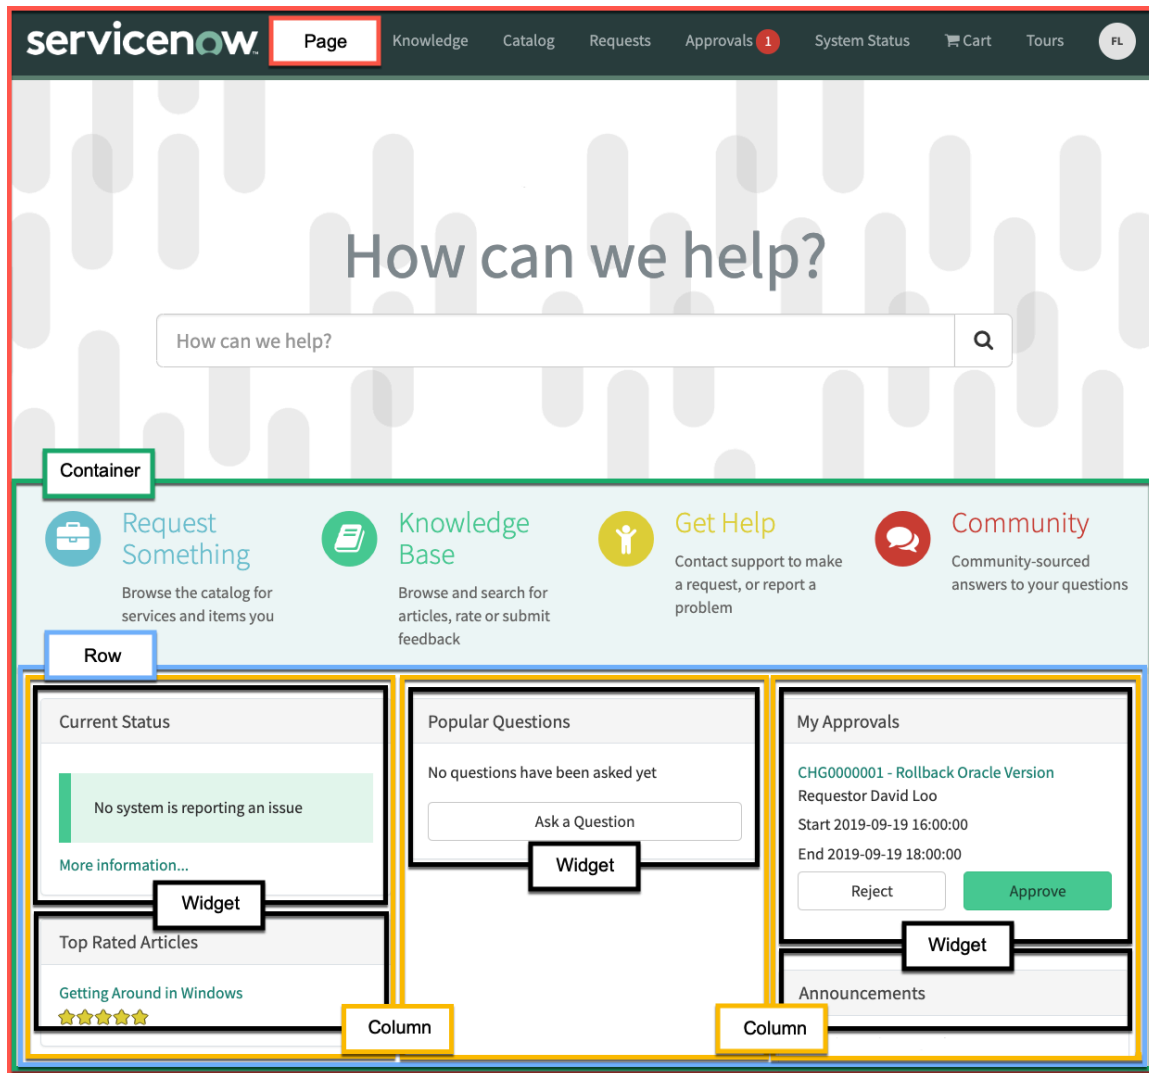 servicenow
Page
Knowledge
Catalog
Requests
Approvals 1
System Status
Cart
Tours
FL
How can we help?
How can we help?
Container
Request
Something
Browse the catalog for
services and items you
Knowledge
Base
Browse and search for
articles, rate or submit
feedback
Get Help
Contact support to make
a request, or report a
problem
Community
Community-sourced
answers to your questions
Row
Current Status
No system is reporting an issue
More information...
Widget
Top Rated Articles
Getting Around in Windows
Column
Popular Questions
No questions have been asked yet
Ask a Question
Widget
My Approvals
CHG0000001 - Rollback Oracle Version
Requestor David Loo
Start 2019-09-19 16:00:00
End 2019-09-19 18:00:00
Reject
Approve
Widget
Announcements
Column